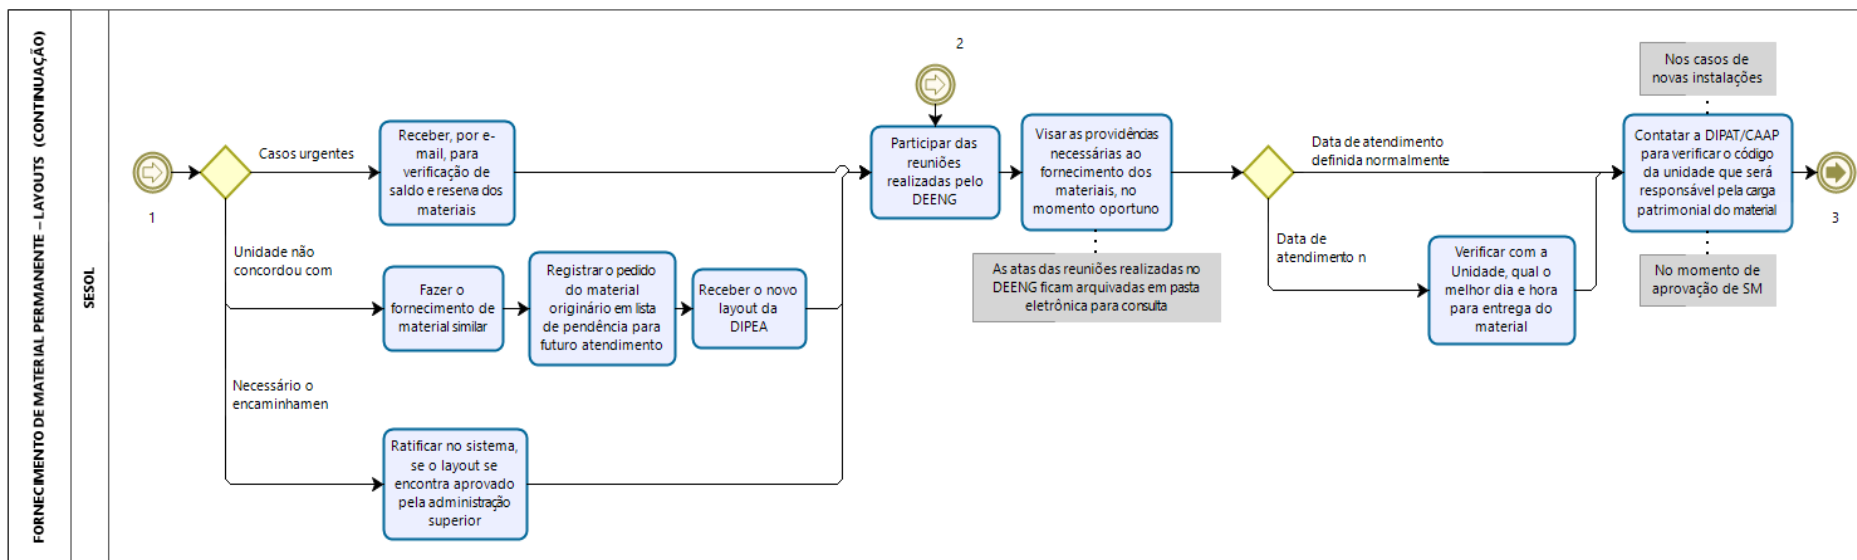 FORNECIMENTO DE MATERIAL PERMANENTE – LAYOUTS (CONTINUAÇÃO)
SESOL
1
Casos urgentes
Receber, por e-
mail, para
verificação de
saldo e reserva dos
materiais
Unidade não
concordou com
Fazer o
fornecimento de
material similar
Registrar o pedido
do material
originário em lista
de pendência para
futuro atendimento
Receber o novo
layout da
DIPEA
Necessário o
encaminhamen
Ratificar no sistema,
se o layout se
encontra aprovado
pela administração
superior
2
Participar das
reuniões
realizadas pelo
DEENG
Visar as providências
necessárias ao
fornecimento dos
materiais, no
momento oportuno
As atas das reuniões realizadas no
DEENG ficam arquivadas em pasta
eletrônica para consulta
Data de atendimento
definida normalmente
Data de
atendimento n
Verificar com a
Unidade, qual o
melhor dia e hora
para entrega do
material
Nos casos de
novas instalações
Contatar a DIPAT/CAAP
para verificar o código
da unidade que será
responsável pela carga
patrimonial do material
No momento de
aprovação de SM
3